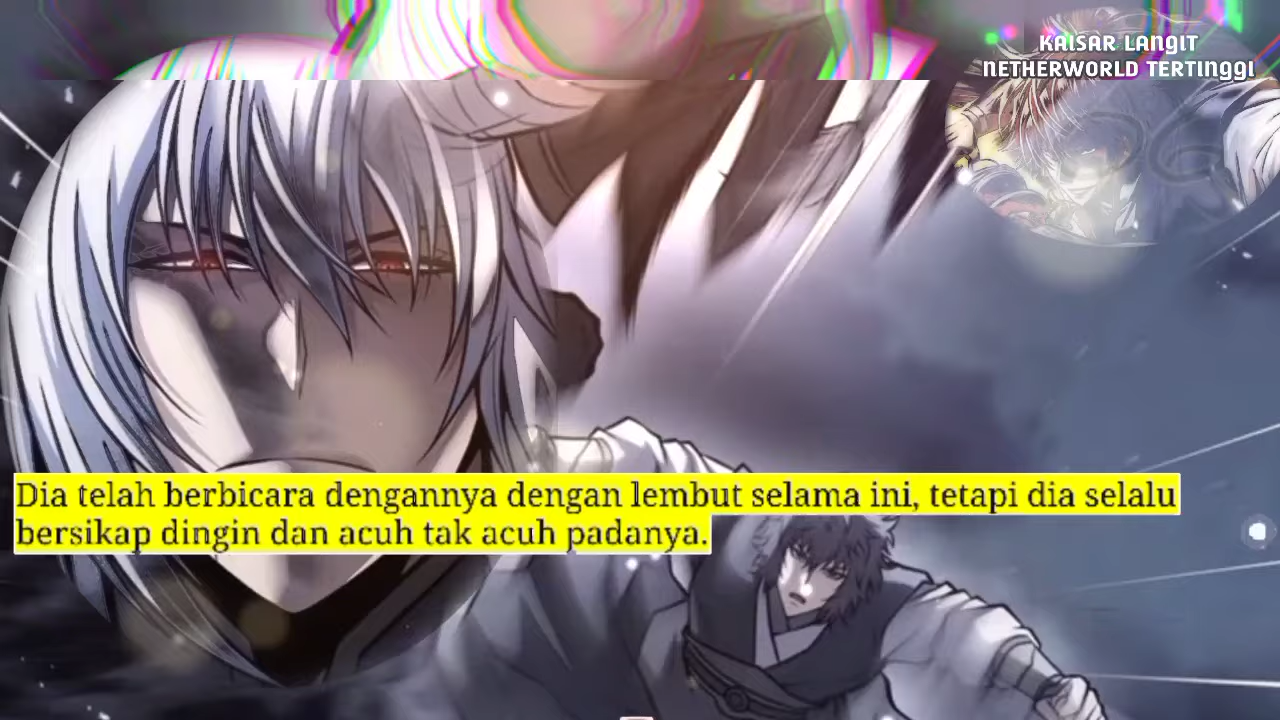 KAISAR LANGIT
NETHERWORLD TERTINGGI
Dia telah berbicara dengannya dengan lembut selama ini, tetapi dia selalu
bersikap dingin dan acuh tak acuh padanya.